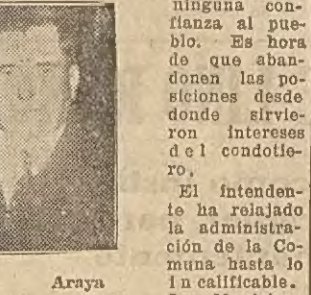 ninguna con-
fianza al pue-
blo. Es hora
de que aban-
donen las po-
siciones desde
donde sirvie-
ron intereses
del condotie-
ro.
El intenden-
te ha relajado
la administra-
ción de la Co-
muna hasta lo
incalificable.
Araya